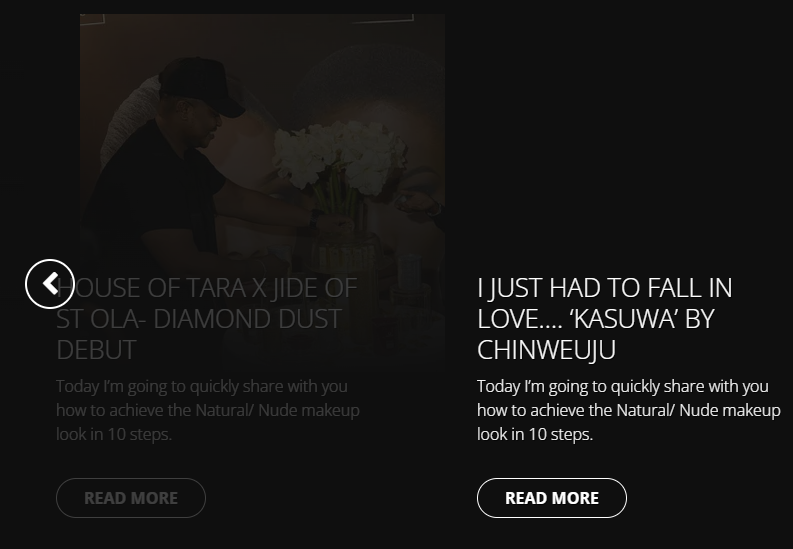 HOUSE OF TARA X JIDE OF
ST OLA- DIAMOND DUST
DEBUT
Today I’m going to quickly share with you
how to achieve the Natural/ Nude makeup
look in 10 steps.
READ MORE
I JUST HAD TO FALL IN
LOVE…. ‘KASUWA’ BY
CHINWEUJU
Today I’m going to quickly share with you
how to achieve the Natural/ Nude makeup
look in 10 steps.
READ MORE